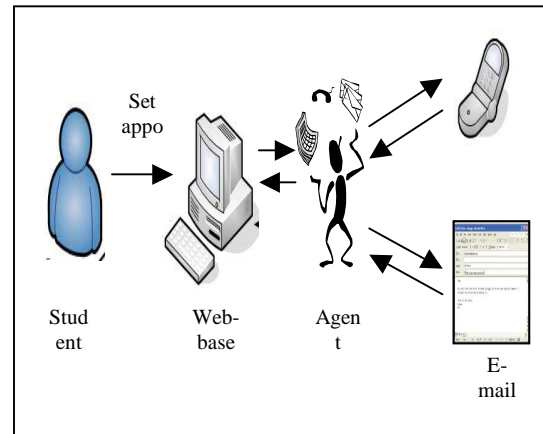 Set
appo
Stud
ent
Web-
base
Agen
t
E-
mail